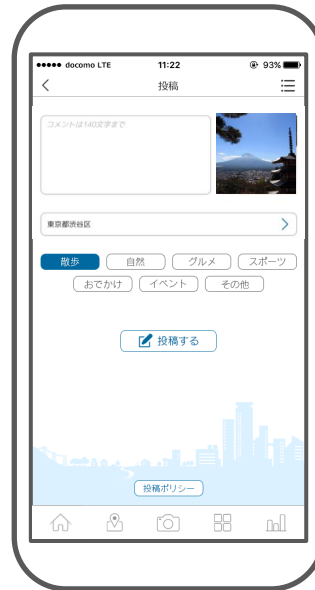 docomo LTE 11:22 93%
投稿
コメントは140文字まで
東京都渋谷区
散歩 自然 グルメ スポーツ
おでかけ イベント その他
投稿する
投稿ポリシー